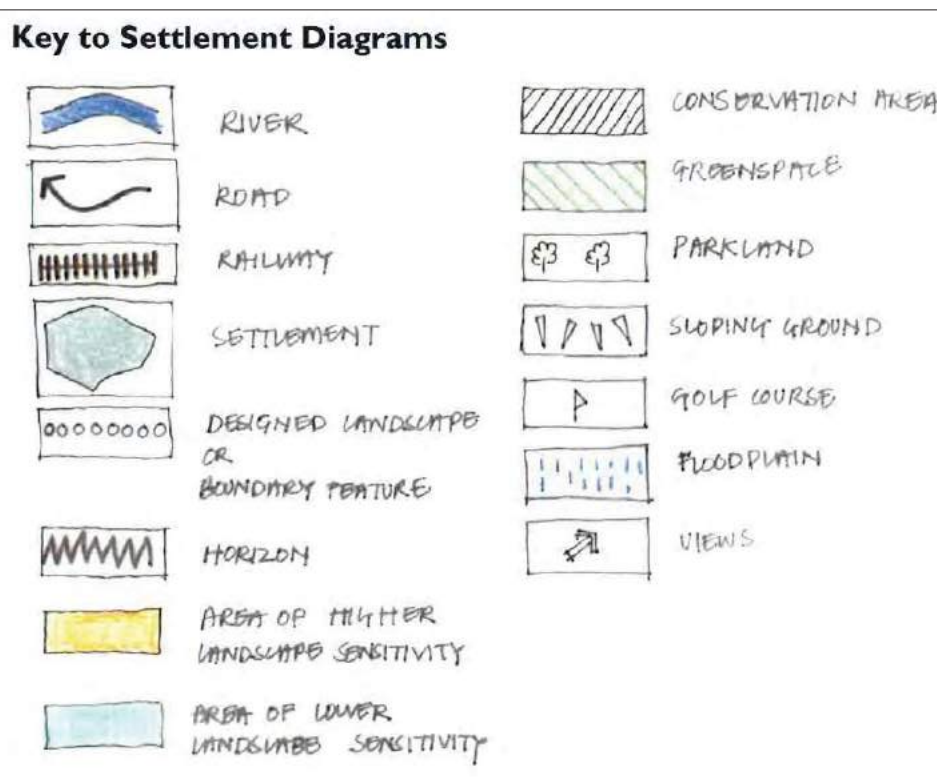 Key to Settlement Diagrams
RIVER
ROAD
RAILWAY
SETTLEMENT
DESIGNED LANDSCAPE
OR
BOUNDARY FEATURE
HORIZON
AREA OF HIGHER
LANDSCAPE SENSITIVITY
AREA OF LOWER
LANDSCAPE SENSITIVITY
CONSERVATION AREA
GREENSPACE
PARKLAND
SLOPING GROUND
GOLF COURSE
FLOODPLAIN
VIEWS